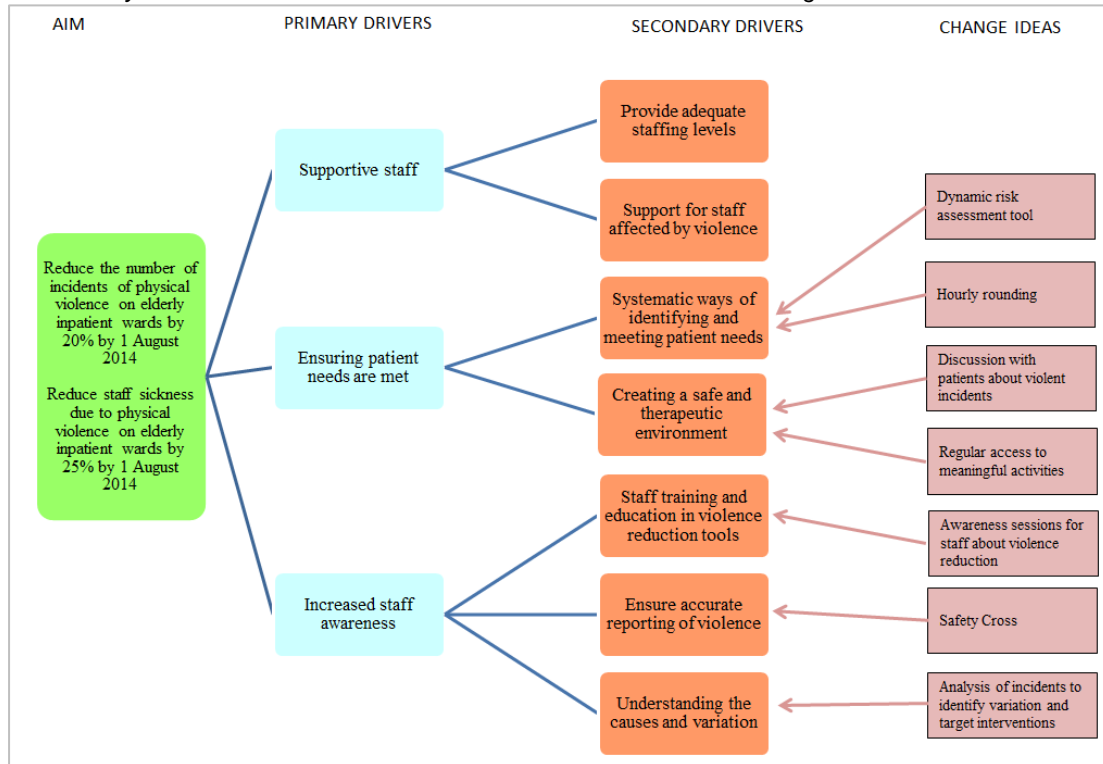 AIM
PRIMARY DRIVERS
SECONDARY DRIVERS
CHANGE IDEAS
Reduce the number of
incidents of physical
violence on elderly
inpatient wards by
20% by 1 August
2014
Reduce staff sickness
due to physical
violence on elderly
inpatient wards by
25% by 1 August
2014
Supportive staff
Ensuring patient
needs are met
Increased staff
awareness
Provide adequate
staffing levels
Support for staff
affected by violence
Systematic ways of
identifying and
meeting patient needs
Creating a safe and
therapeutic
environment
Staff training and
education in violence
reduction tools
Ensure accurate
reporting of violence
Understanding the
causes and variation
Dynamic risk
assessment tool
Hourly rounding
Discussion with
patients about violent
incidents
Regular access to
meaningful activities
Awareness sessions for
staff about violence
reduction
Safety Cross
Analysis of incidents to
identify variation and
target interventions